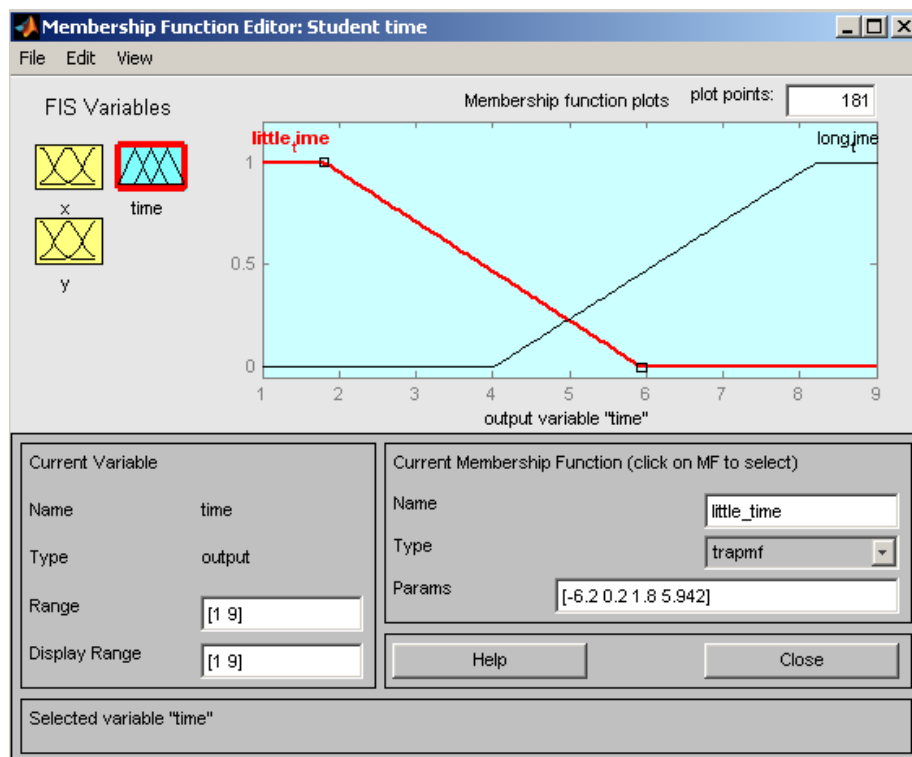 Membership Function Editor: Student time
File Edit View
FIS Variables
x
time
y
Membership function plots
plot points:
181
little_time
long_time
1
0.5
0
1 2 3 4 5 6 7 8 9
output variable "time"
Current Variable
Name time
Type output
Range [1 9]
Display Range [1 9]
Current Membership Function (click on MF to select)
Name little_time
Type trapmf
Params [-6.2 0.2 1.8 5.942]
Help
Close
Selected variable "time"